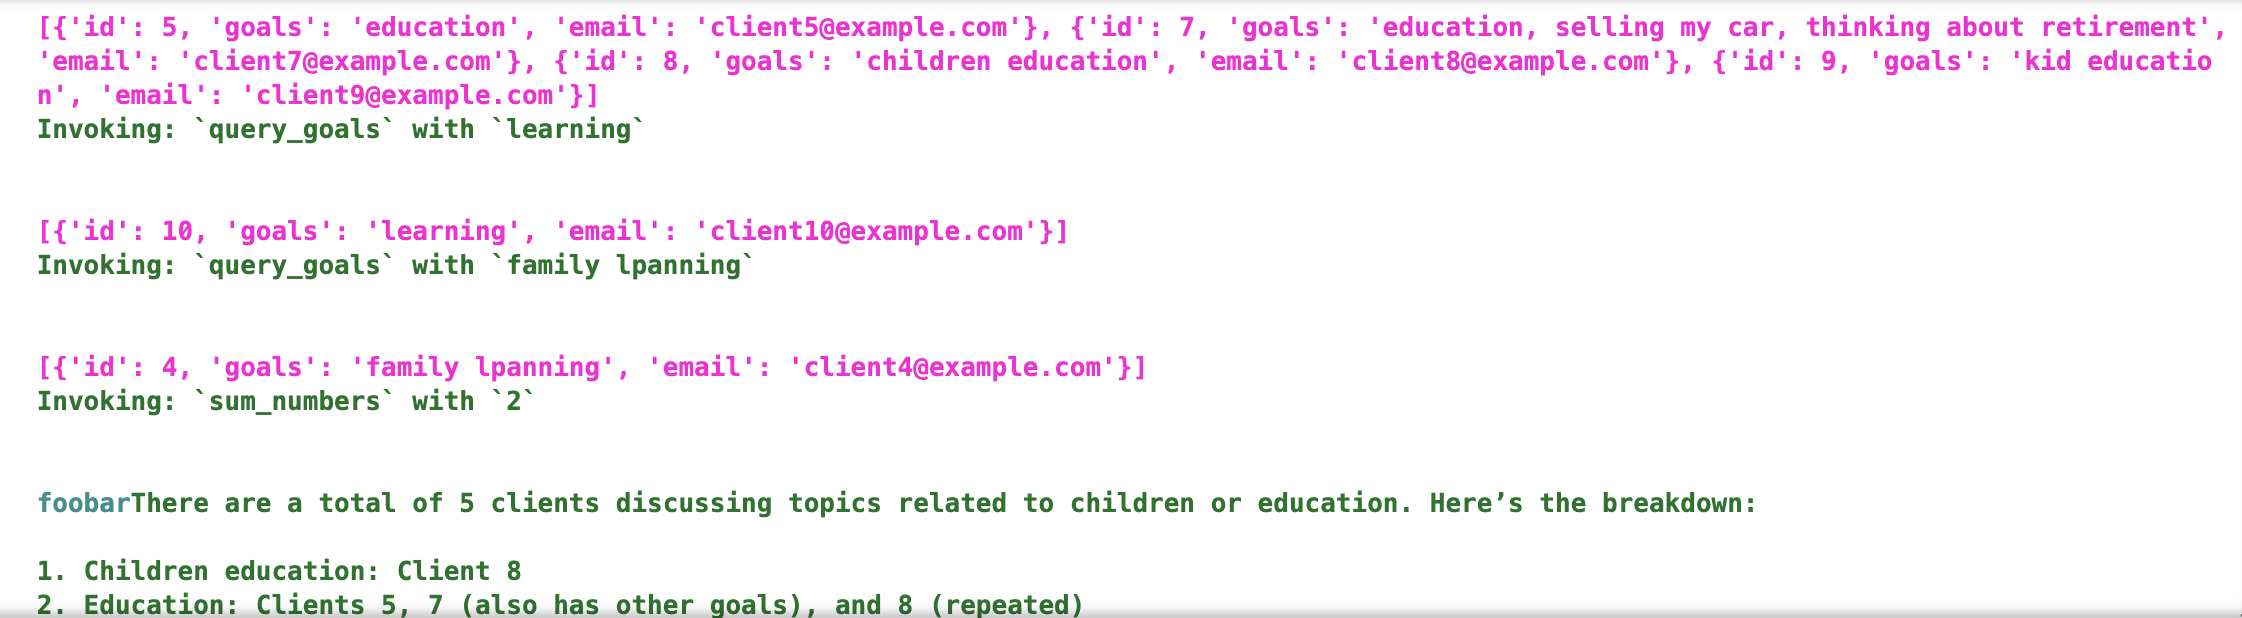 [{'id': 5, 'goals': 'education', 'email': 'client5@example.com'}, {'id': 7, 'goals': 'education, selling my car, thinking about retirement',
'email': 'client7@example.com'}, {'id': 8, 'goals': 'children education', 'email': 'client8@example.com'}, {'id': 9, 'goals': 'kid educatio
n', 'email': 'client9@example.com'}]
Invoking: `query_goals` with `learning`
[{'id': 10, 'goals': 'learning', 'email': 'client10@example.com'}]
Invoking: `query_goals` with `family lpanning`
[{'id': 4, 'goals': 'family lpanning', 'email': 'client4@example.com'}]
Invoking: `sum_numbers` with `2`
foobarThere are a total of 5 clients discussing topics related to children or education. Here’s the breakdown:
1. Children education: Client 8
2. Education: Clients 5, 7 (also has other goals), and 8 (repeated)